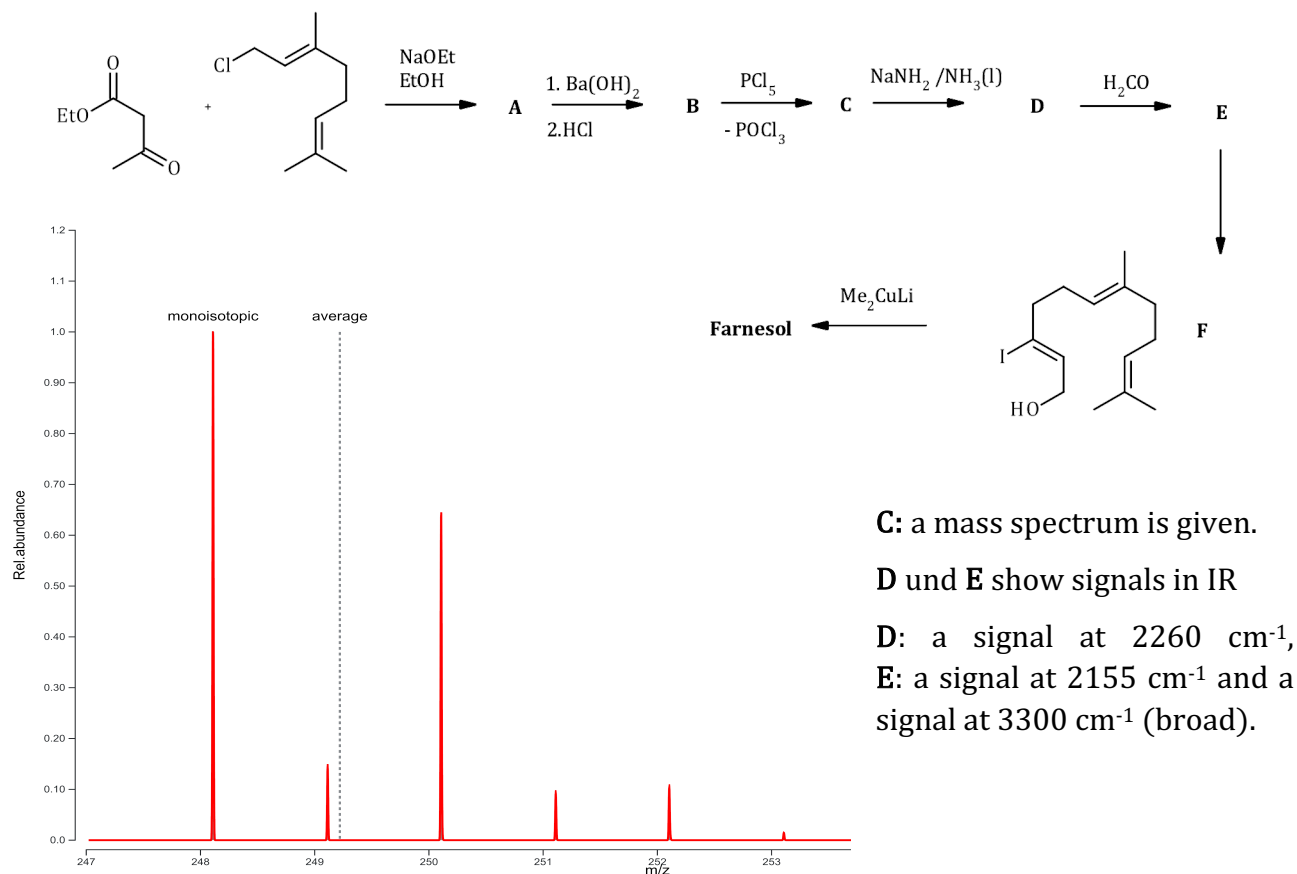 O
Cl
NaOEt
EtOH
EtO
+
O
A
1. Ba(OH)2
2.HCl
B
PCl5
- POCl3
C
NaNH2 /NH3(l)
D
H2CO
E
1.2
1.1
1.0
0.90
0.80
0.70
0.60
0.50
0.40
0.30
0.20
0.10
0.0
Rel.abundance
monoisotopic
average
247
248
249
250
251
252
253
m/z
Farnesol
Me2CuLi
I
HO
F
C: a mass spectrum is given.
D und E show signals in IR
D: a signal at 2260 cm-1,
E: a signal at 2155 cm-1 and a
signal at 3300 cm-1 (broad).